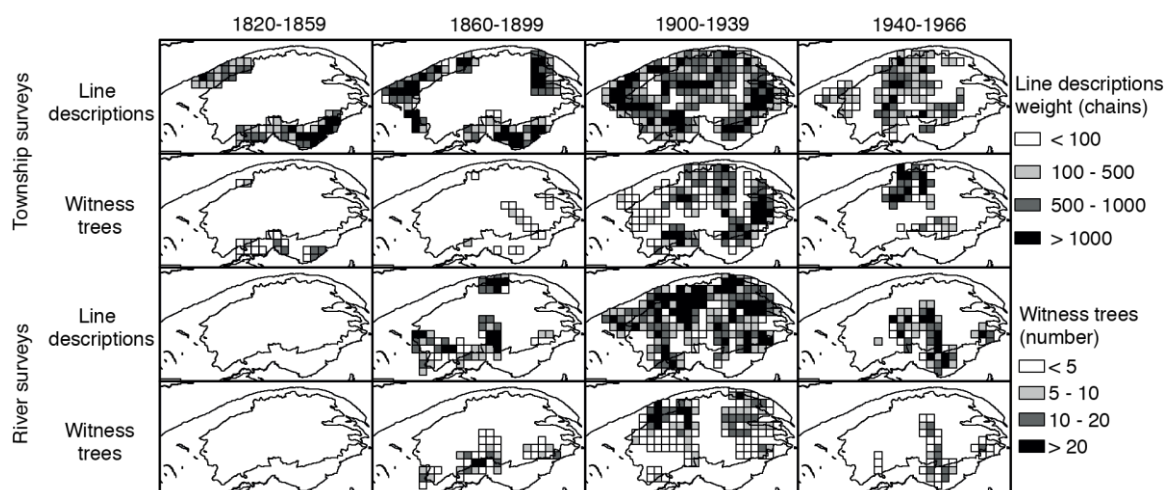 1820-1859 1860-1899 1900-1939 1940-1966
Township surveys
Line
descriptions
Witness
trees
River surveys
Line
descriptions
Witness
trees
Line descriptions
weight (chains)
< 100
100 - 500
500 - 1000
> 1000
Witness trees
(number)
< 5
5 - 10
10 - 20
> 20